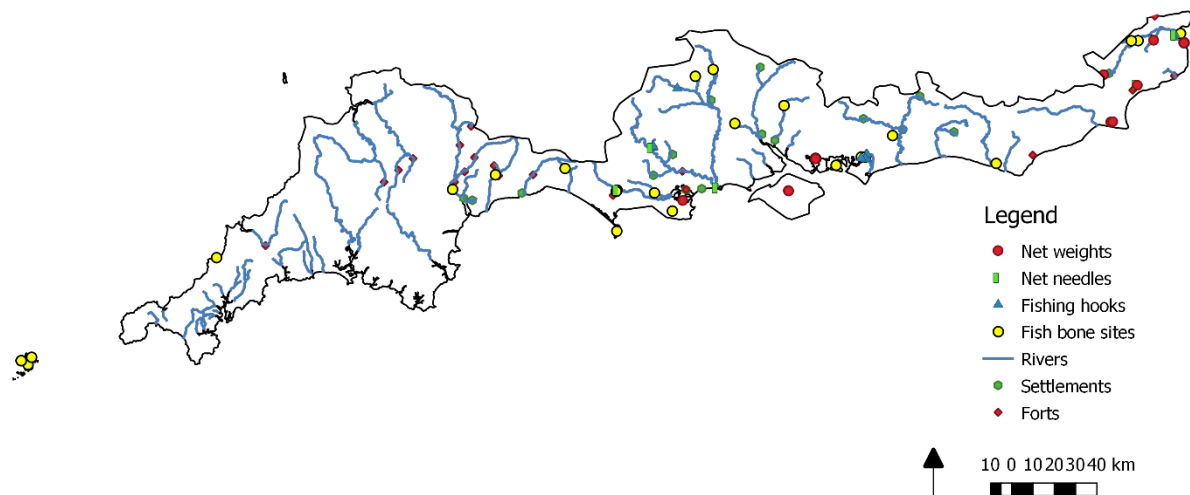 Legend
Net weights
Net needles
Fishing hooks
Fish bone sites
Rivers
Settlements
Forts
10 0 10 20 30 40 km